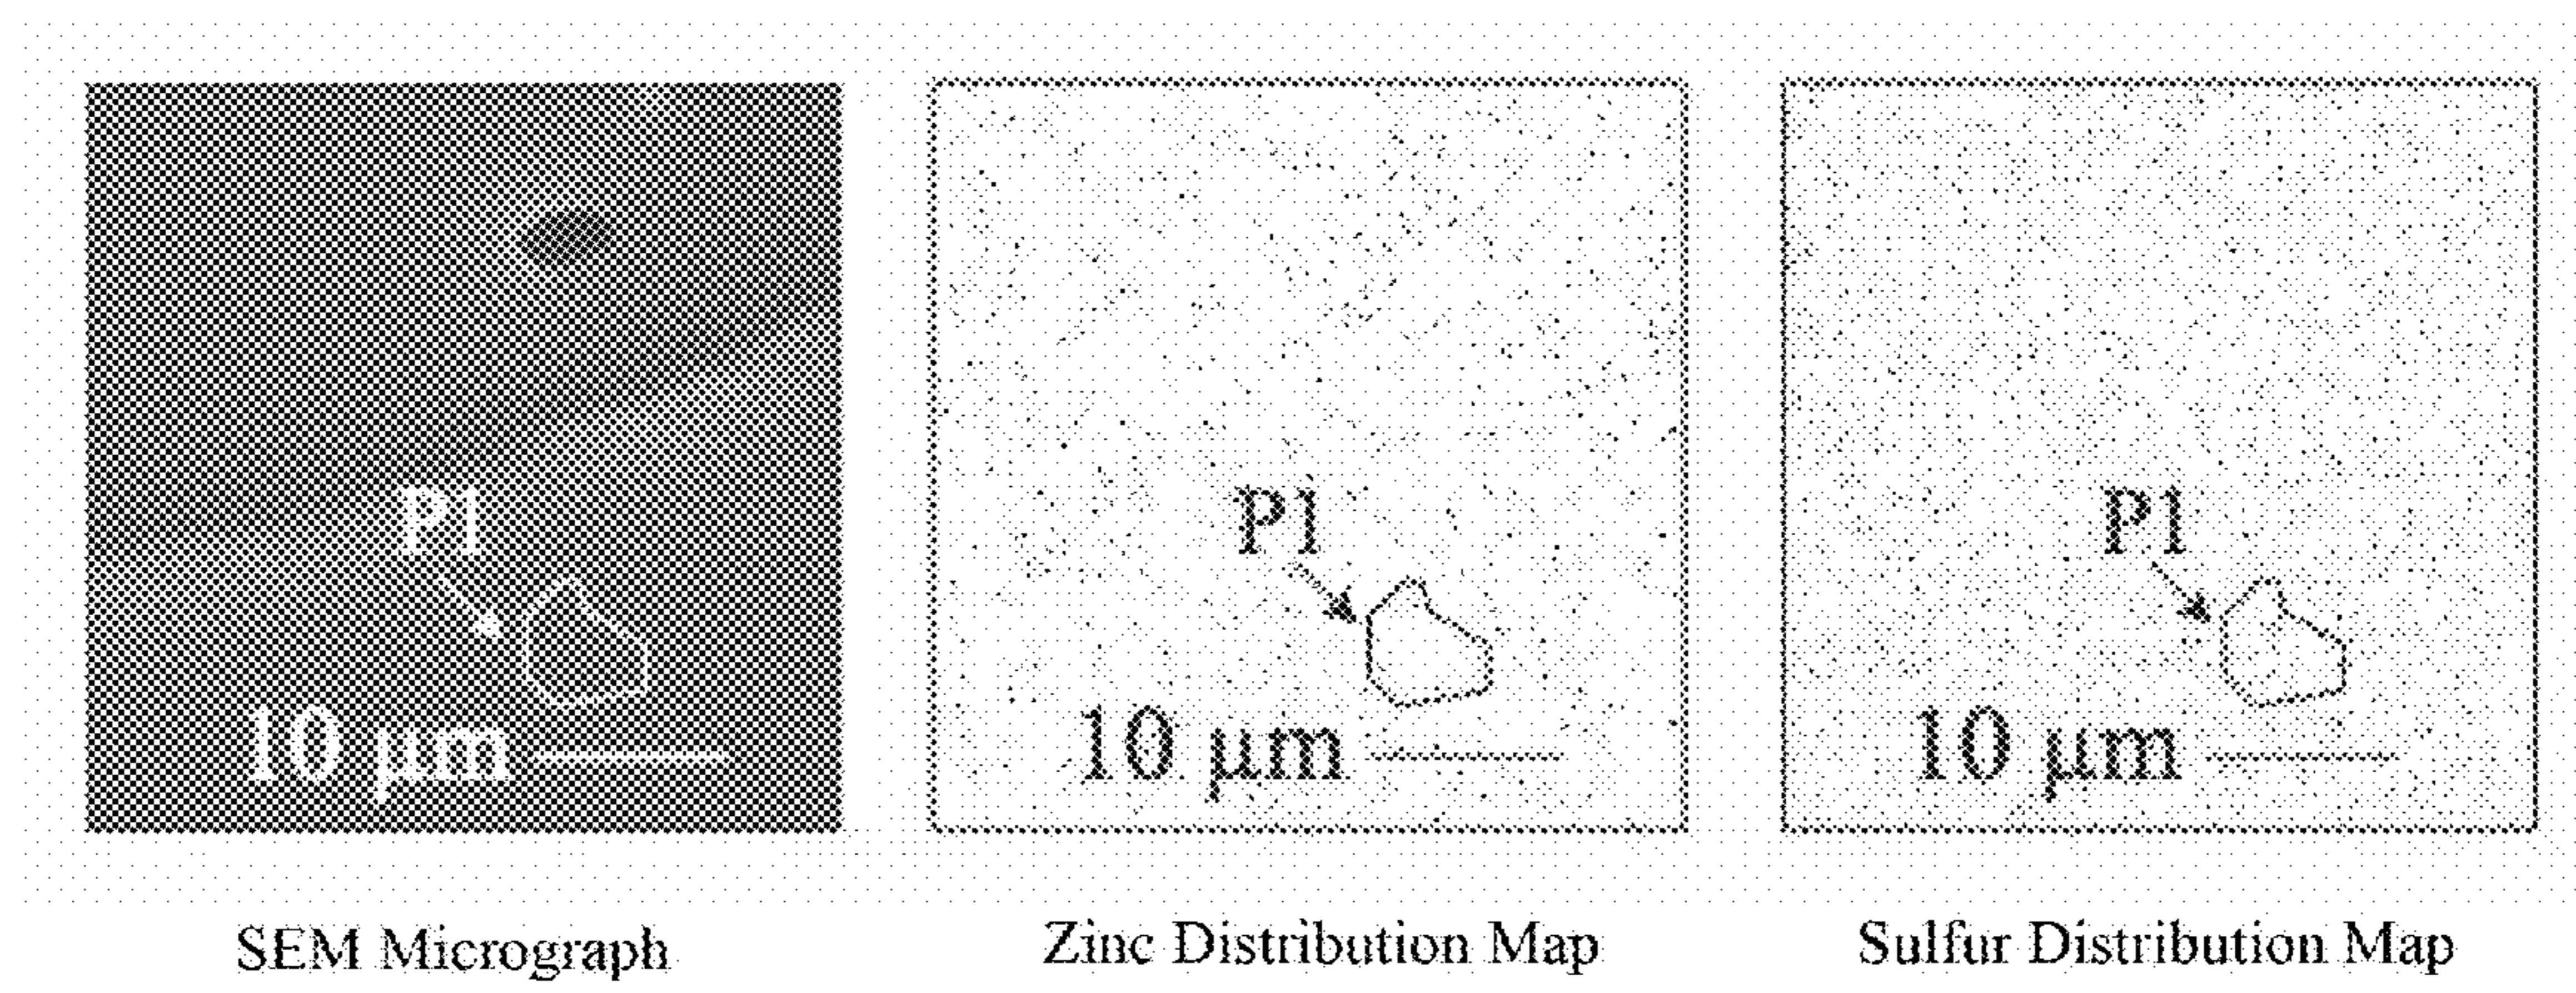 P1
10 µm
SEM Micrograph
P1
10 µm
Zinc Distribution Map
P1
10 µm
Sulfur Distribution Map